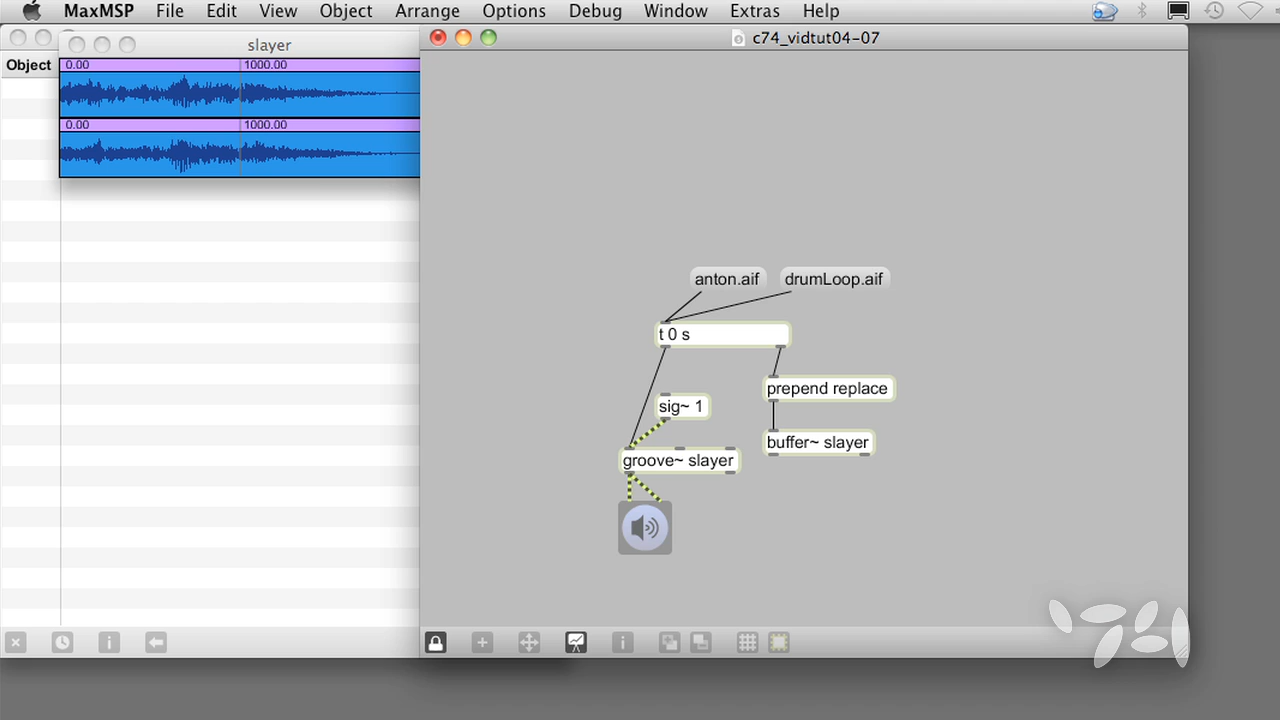 MaxMSP File Edit View Object Arrange Options Debug Window Extras Help
slayer
c74_vidtut04-07
Object
0.00 1000.00
0.00 1000.00
anton.aif drumLoop.aif
t 0 s
prepend replace
sig~ 1
buffer~ slayer
groove~ slayer